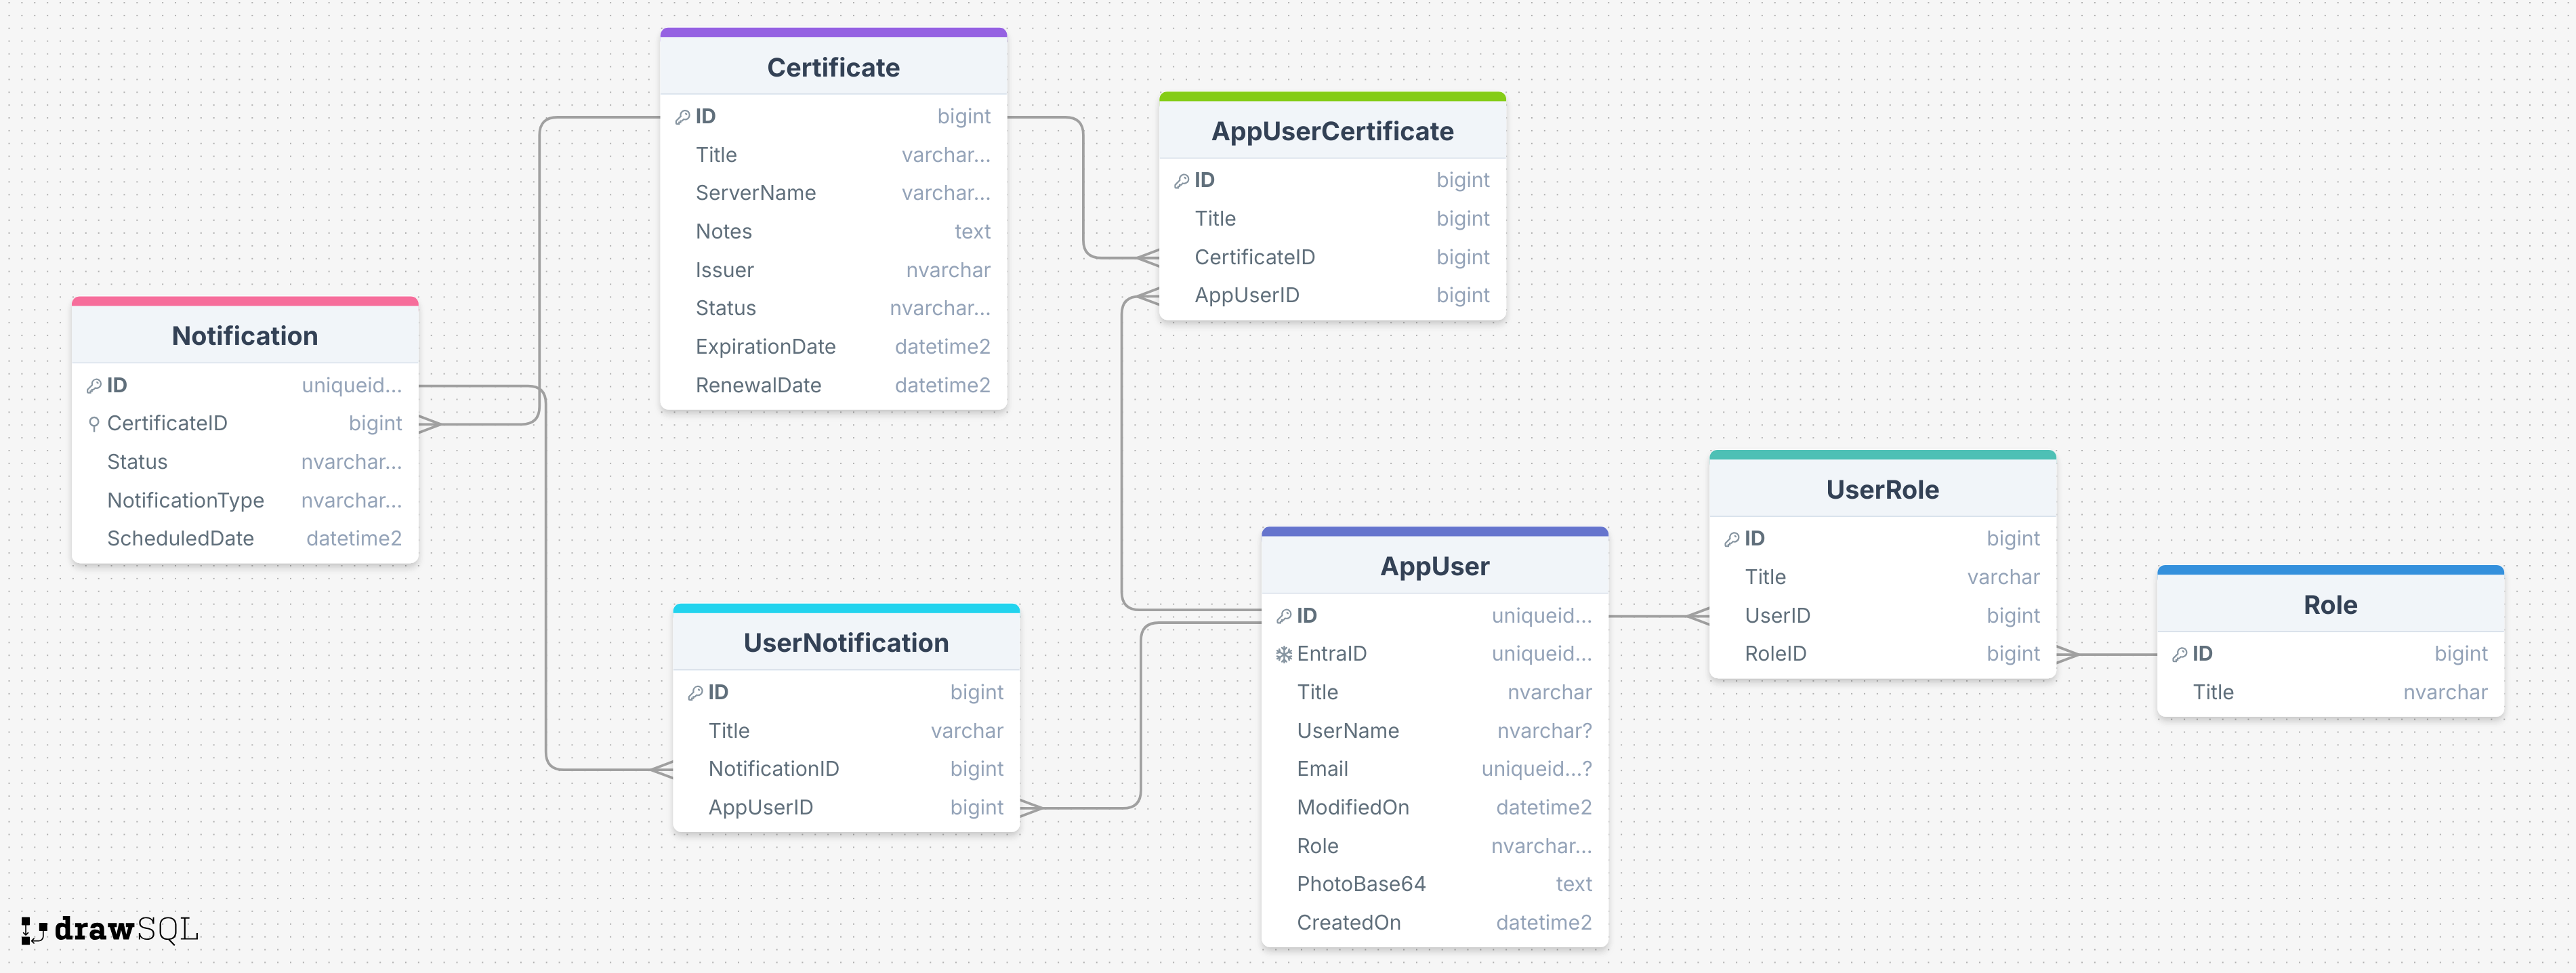 Certificate
ID bigint
Title varchar...
ServerName varchar...
Notes text
Issuer nvarchar
Status nvarchar...
ExpirationDate datetime2
RenewalDate datetime2
AppUserCertificate
ID bigint
Title bigint
CertificateID bigint
AppUserID bigint
Notification
ID uniqueid...
CertificateID bigint
Status nvarchar...
NotificationType nvarchar...
ScheduledDate datetime2
UserNotification
ID bigint
Title varchar
NotificationID bigint
AppUserID bigint
AppUser
ID uniqueid...
EntraID uniqueid...
Title nvarchar
UserName nvarchar?
Email uniqueid...?
ModifiedOn datetime2
Role nvarchar...
PhotoBase64 text
CreatedOn datetime2
UserRole
ID bigint
Title varchar
UserID bigint
RoleID bigint
Role
ID bigint
Title nvarchar
drawSQL